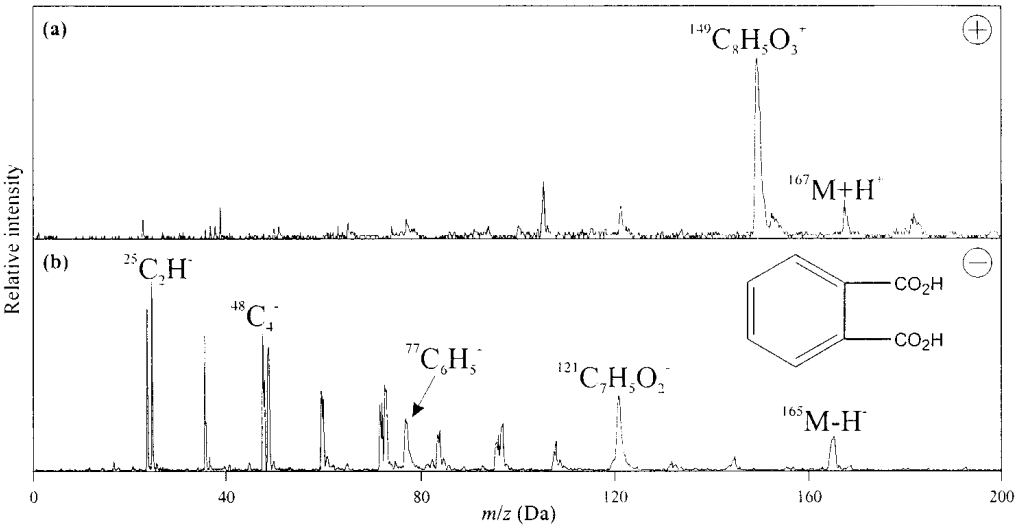 (a)
¹⁴⁹C₈H₅O₃⁺
+
¹⁶⁷M+H⁺
Relative intensity
(b)
²⁵C₂H⁻
−
⁴⁸C₄⁻
⁷⁷C₆H₅⁻
¹²¹C₇H₅O₂⁻
CO₂H
CO₂H
¹⁶⁵M-H⁻
0 40 80 120 160 200
m/z (Da)